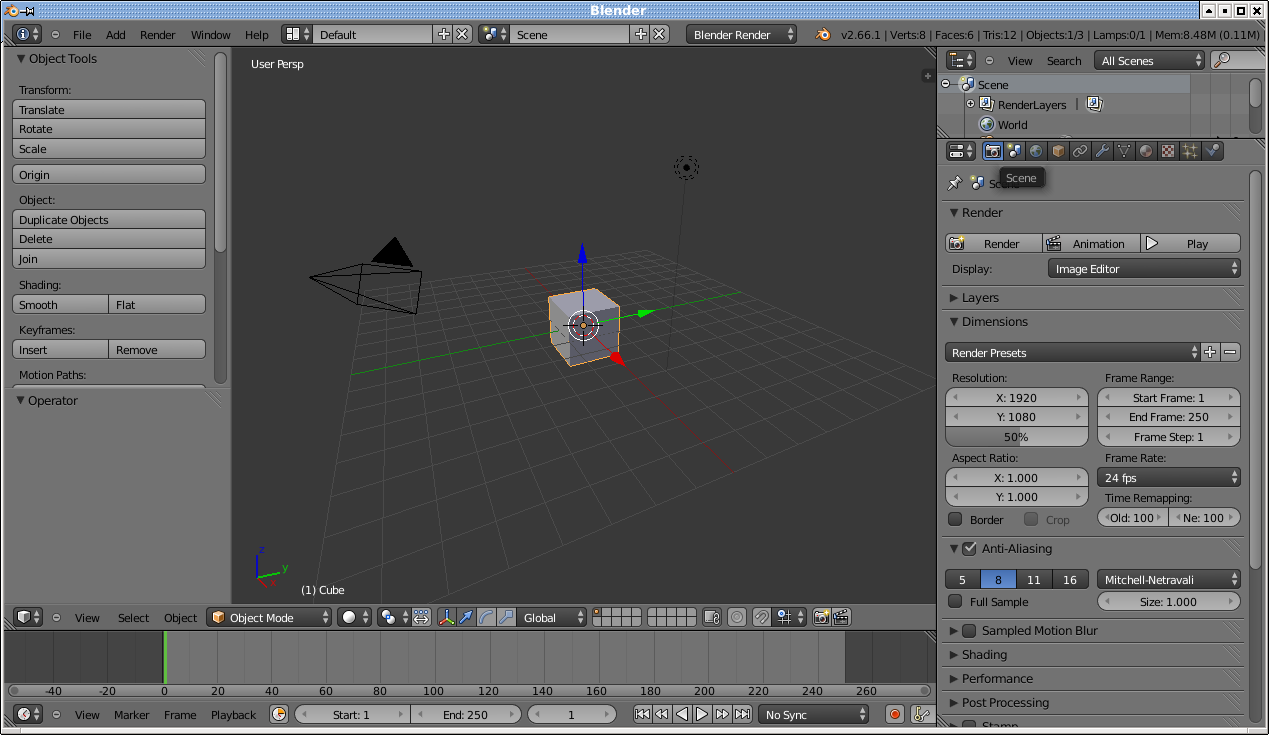 Blender
File Add Render Window Help Default Scene Blender Render v2.66.1 | Verts:8 | Faces:6 | Tris:12 | Objects:1/3 | Lamps:0/1 | Mem:8.48M (0.11M)
Object Tools
Transform:
Translate
Rotate
Scale
Origin
Object:
Duplicate Objects
Delete
Join
Shading:
Smooth Flat
Keyframes:
Insert Remove
Motion Paths:
Operator
User Persp
z
y
x
(1) Cube
View Select Object Object Mode Global
-40 -20 0 20 40 60 80 100 120 140 160 180 200 220 240 260
View Marker Frame Playback Start: 1 End: 250 1 No Sync
View Search All Scenes
Scene
RenderLayers |
World
Scene
Render
Render Animation Play
Display: Image Editor
Layers
Dimensions
Render Presets
Resolution: Frame Range:
X: 1920 Start Frame: 1
Y: 1080 End Frame: 250
50% Frame Step: 1
Aspect Ratio: Frame Rate:
X: 1.000 24 fps
Y: 1.000 Time Remapping:
Border Crop Old: 100 Ne: 100
Anti-Aliasing
5 8 11 16 Mitchell-Netravali
Full Sample Size: 1.000
Sampled Motion Blur
Shading
Performance
Post Processing
Stamp